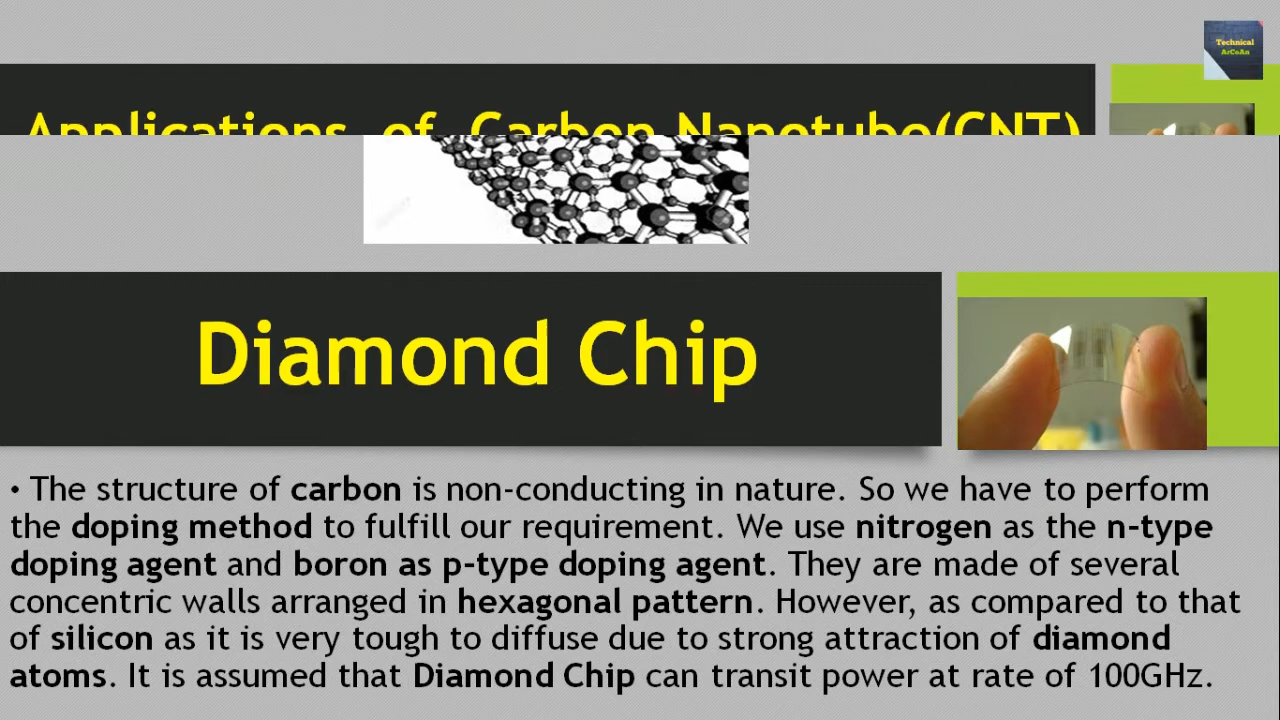 Technical
ArCoAn
Applications of Carbon Nanotube(CNT)
Diamond Chip
• The structure of carbon is non-conducting in nature. So we have to perform
the doping method to fulfill our requirement. We use nitrogen as the n-type
doping agent and boron as p-type doping agent. They are made of several
concentric walls arranged in hexagonal pattern. However, as compared to that
of silicon as it is very tough to diffuse due to strong attraction of diamond
atoms. It is assumed that Diamond Chip can transit power at rate of 100GHz.